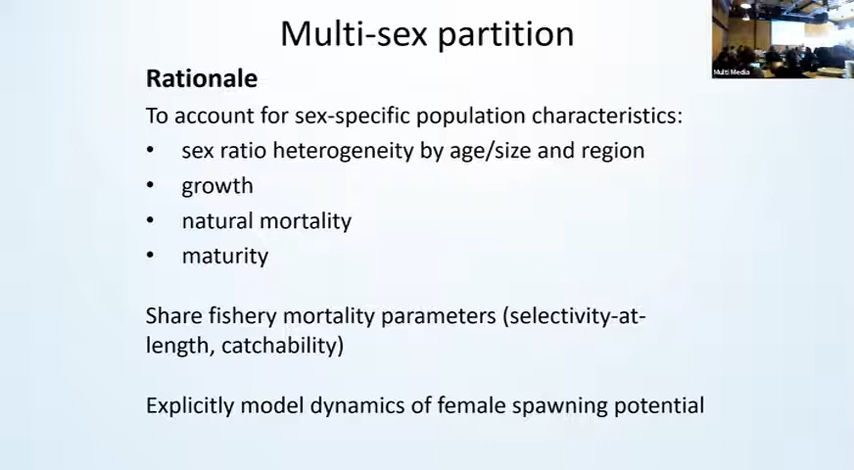 Multi-sex partition
Multi Media
Rationale
To account for sex-specific population characteristics:
• sex ratio heterogeneity by age/size and region
• growth
• natural mortality
• maturity
Share fishery mortality parameters (selectivity-at-
length, catchability)
Explicitly model dynamics of female spawning potential